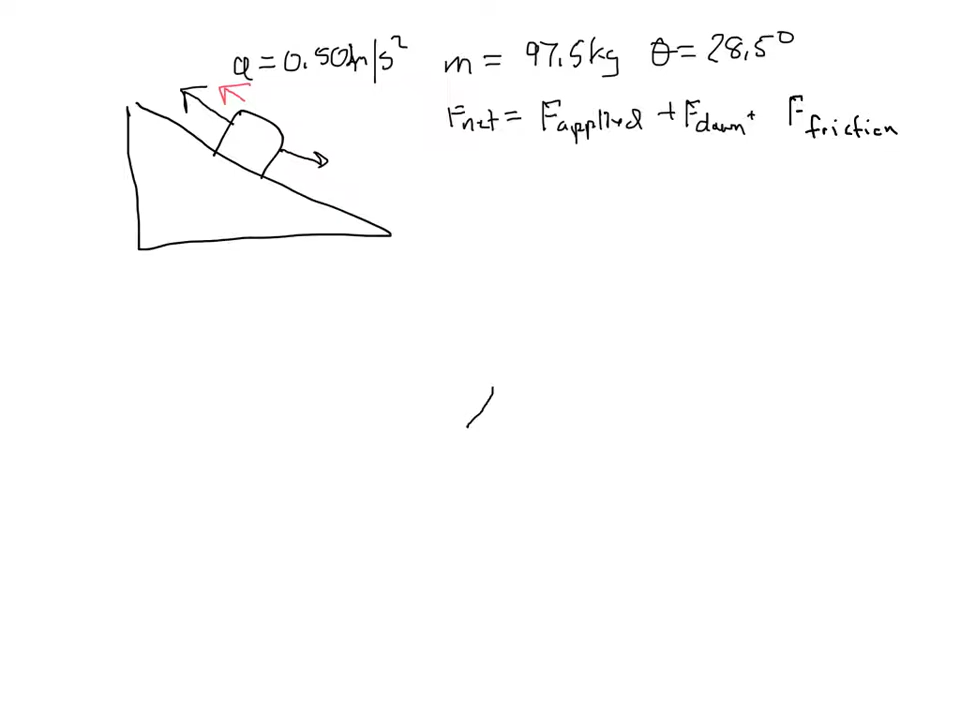 a = 0.50m/s² m = 97.5kg θ = 28.5°
Fnet = Fapplied + Fdown + Ffriction